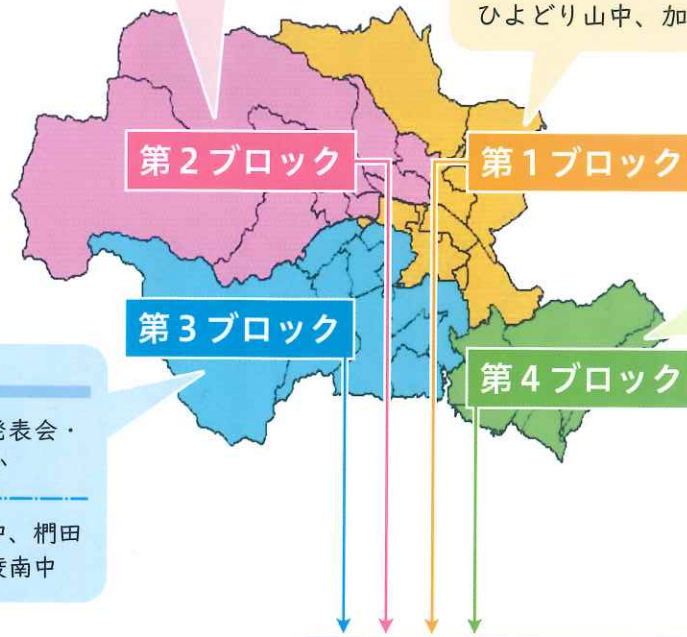 ひよどり山中、加
第2ブロック
第1ブロック
第3ブロック
第4ブロック
発表会・
中、椚田
陵南中